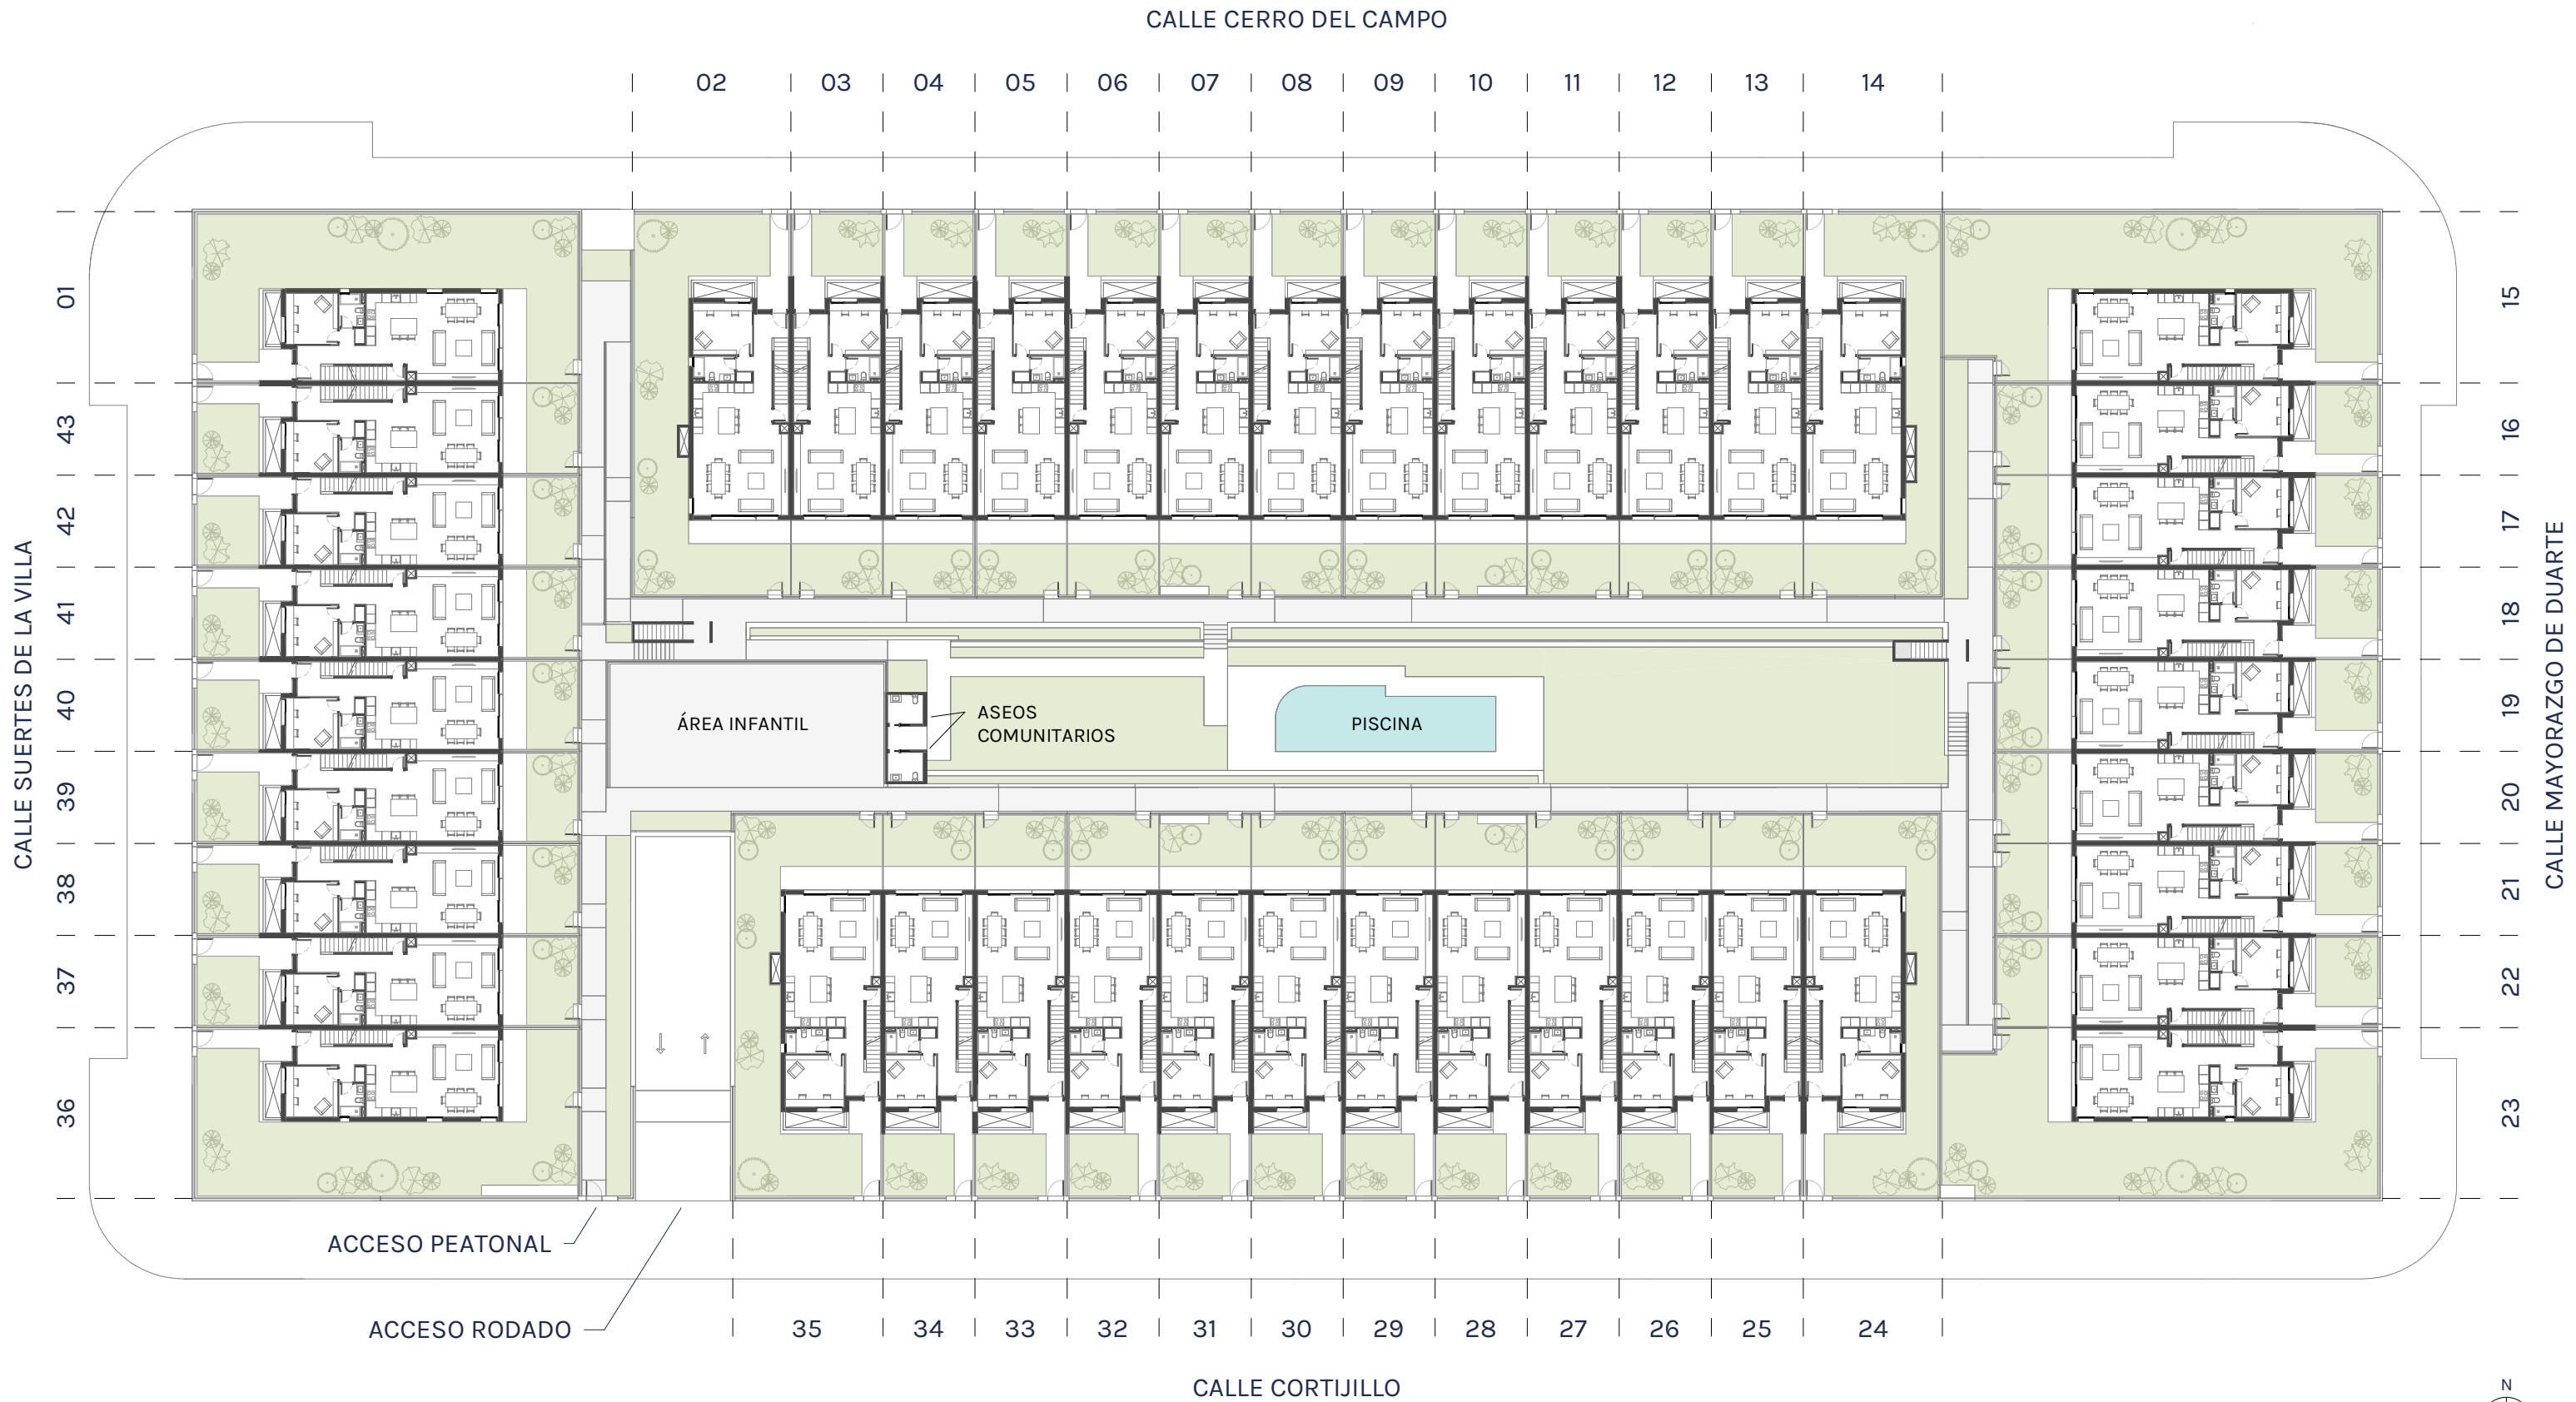 CALLE CERRO DEL CAMPO
02 03 04 05 06 07 08 09 10 11 12 13 14
CALLE SUERTES DE LA VILLA
01
43
42
41
40
39
38
37
36
ÁREA INFANTIL
ASEOS
COMUNITARIOS
PISCINA
15
16
17
18
19
20
21
22
23
CALLE MAYORAZGO DE DUARTE
ACCESO PEATONAL
ACCESO RODADO
35 34 33 32 31 30 29 28 27 26 25 24
CALLE CORTIJILLO
N